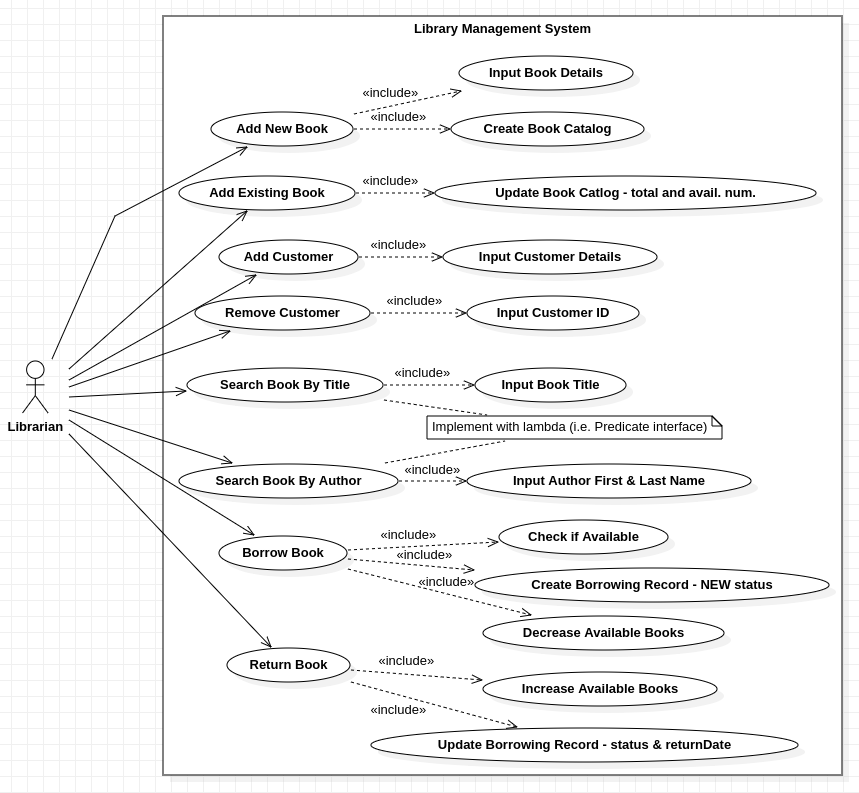 Library Management System
Input Book Details
«include»
«include»
Add New Book
Create Book Catalog
«include»
Add Existing Book
Update Book Catlog - total and avail. num.
«include»
Add Customer
Input Customer Details
«include»
Remove Customer
Input Customer ID
«include»
Search Book By Title
Input Book Title
Librarian
Implement with lambda (i.e. Predicate interface)
«include»
Search Book By Author
Input Author First & Last Name
«include»
Check if Available
Borrow Book
«include»
«include»
Create Borrowing Record - NEW status
Decrease Available Books
«include»
Return Book
Increase Available Books
«include»
Update Borrowing Record - status & returnDate